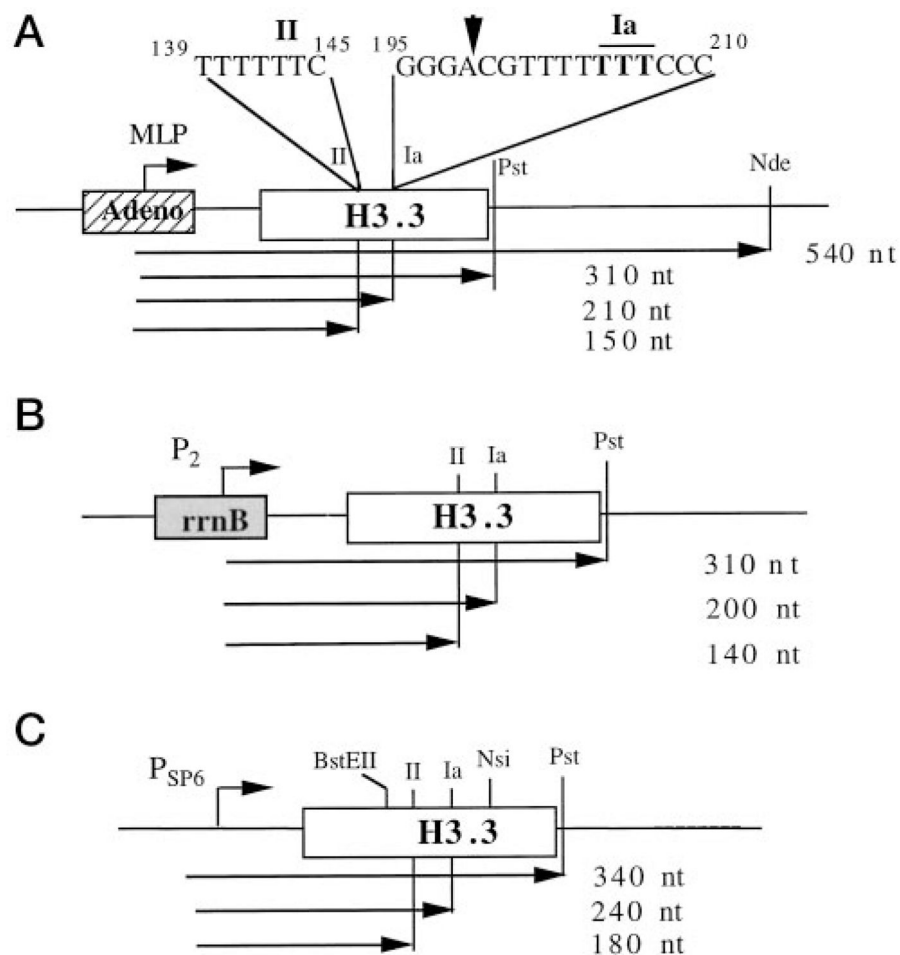 A
II
Ia
139 TTTTTTC 145 195 GGGACGTTTTTTTCCC 210
MLP
II Ia
Pst
Nde
Adeno
H3.3
540 nt
310 nt
210 nt
150 nt
B
P2
II Ia
Pst
rrnB
H3.3
310 nt
200 nt
140 nt
C
PSP6
BstEII
II Ia
Nsi
Pst
H3.3
340 nt
240 nt
180 nt